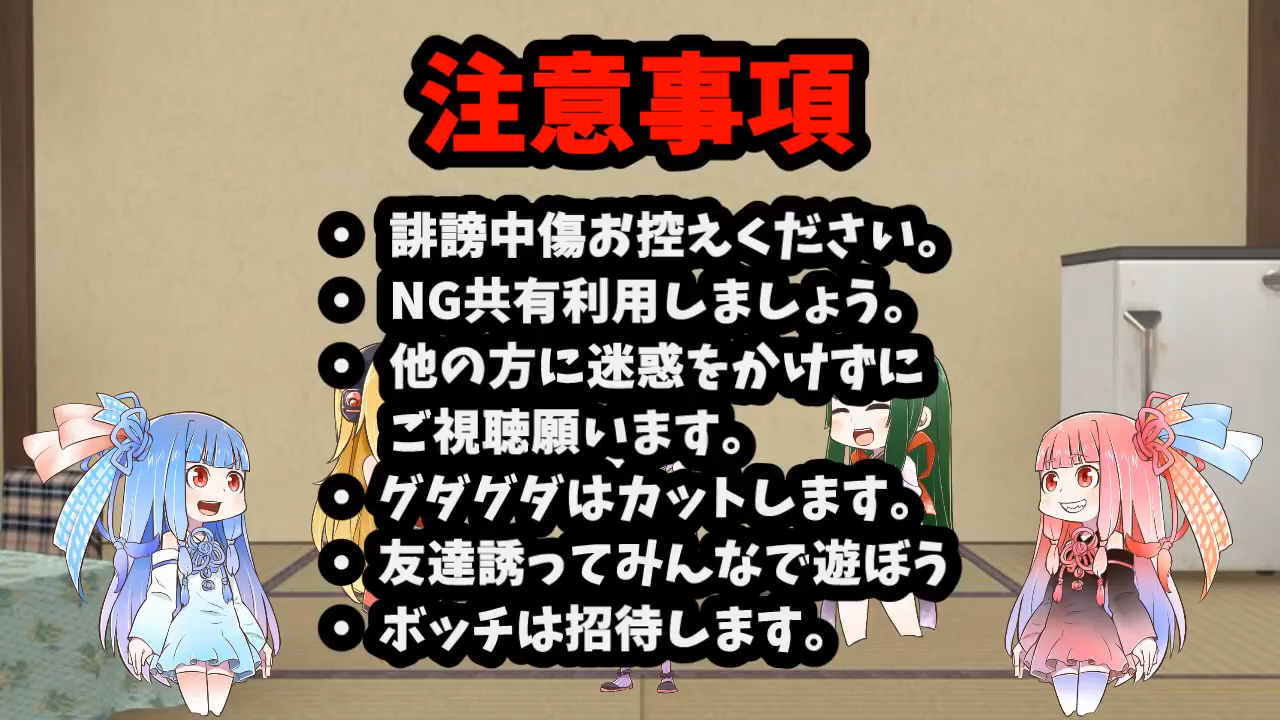 注意事項
• 誹謗中傷お控えください。
• NG共有利用しましょう。
• 他の方に迷惑をかけずに
ご視聴願います。
• グダグダはカットします。
• 友達誘ってみんなで遊ぼう
• ボッチは招待します。